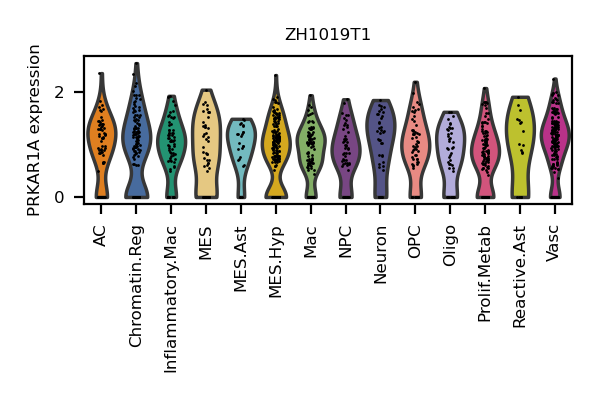 ZH1019T1
PRKAR1A expression
2
0
AC
Chromatin.Reg
Inflammatory.Mac
MES
MES.Ast
MES.Hyp
Mac
NPC
Neuron
OPC
Oligo
Prolif.Metab
Reactive.Ast
Vasc